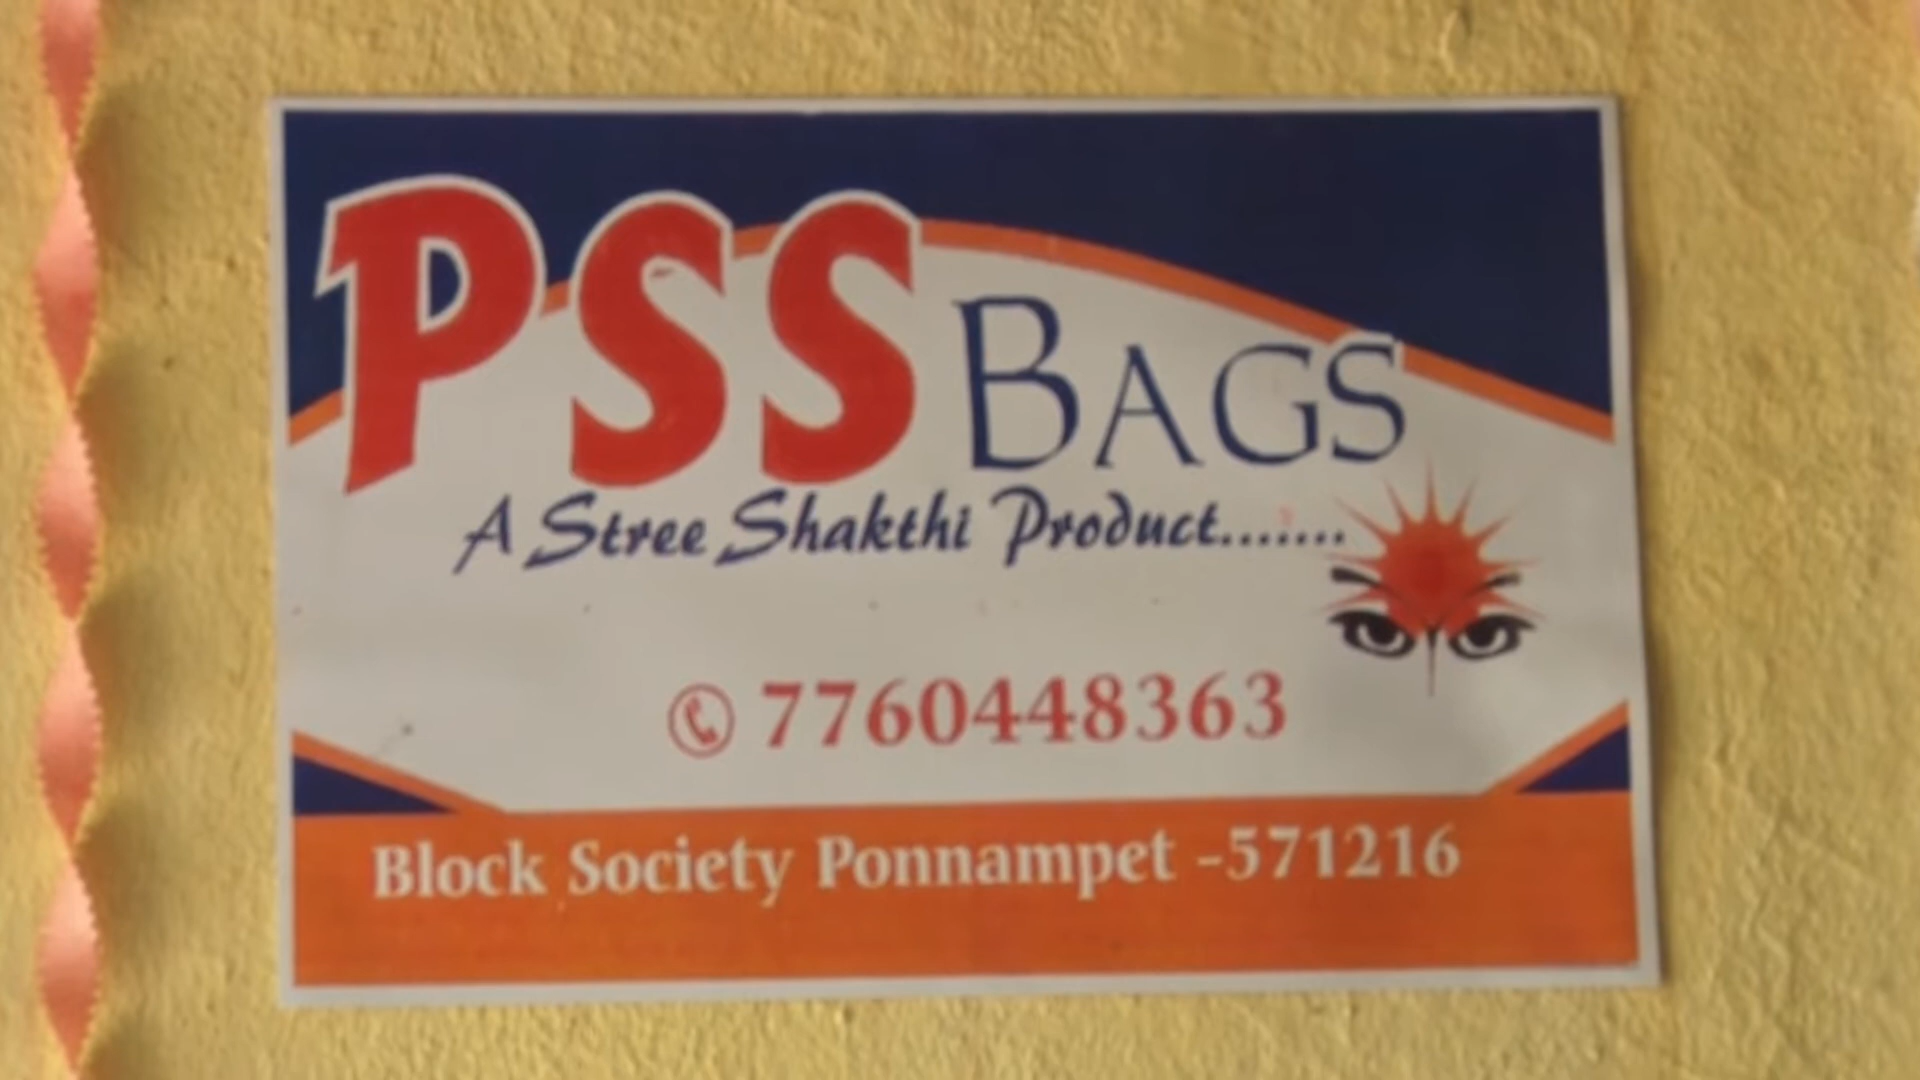 PSS BAGS
A Stree Shakthi Product.......
7760448363
Block Society Ponnampet -571216